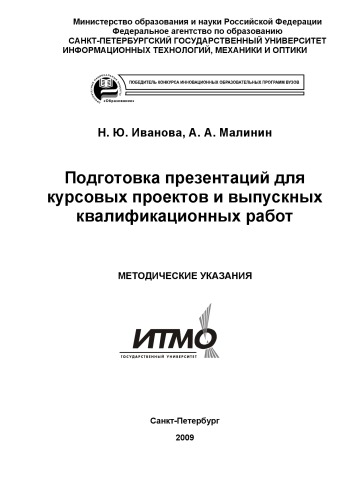 Министерство образования и науки Российской Федерации
Федеральное агентство по образованию
САНКТ-ПЕТЕРБУРГСКИЙ ГОСУДАРСТВЕННЫЙ УНИВЕРСИТЕТ
ИНФОРМАЦИОННЫХ ТЕХНОЛОГИЙ, МЕХАНИКИ И ОПТИКИ
ПОБЕДИТЕЛЬ КОНКУРСА ИННОВАЦИОННЫХ ОБРАЗОВАТЕЛЬНЫХ ПРОГРАММ ВУЗОВ
«Образование»
Н. Ю. Иванова, А. А. Малинин
Подготовка презентаций для
курсовых проектов и выпускных
квалификационных работ
МЕТОДИЧЕСКИЕ УКАЗАНИЯ
ИТМО
ГОСУДАРСТВЕННЫЙ УНИВЕРСИТЕТ
Санкт-Петербург
2009